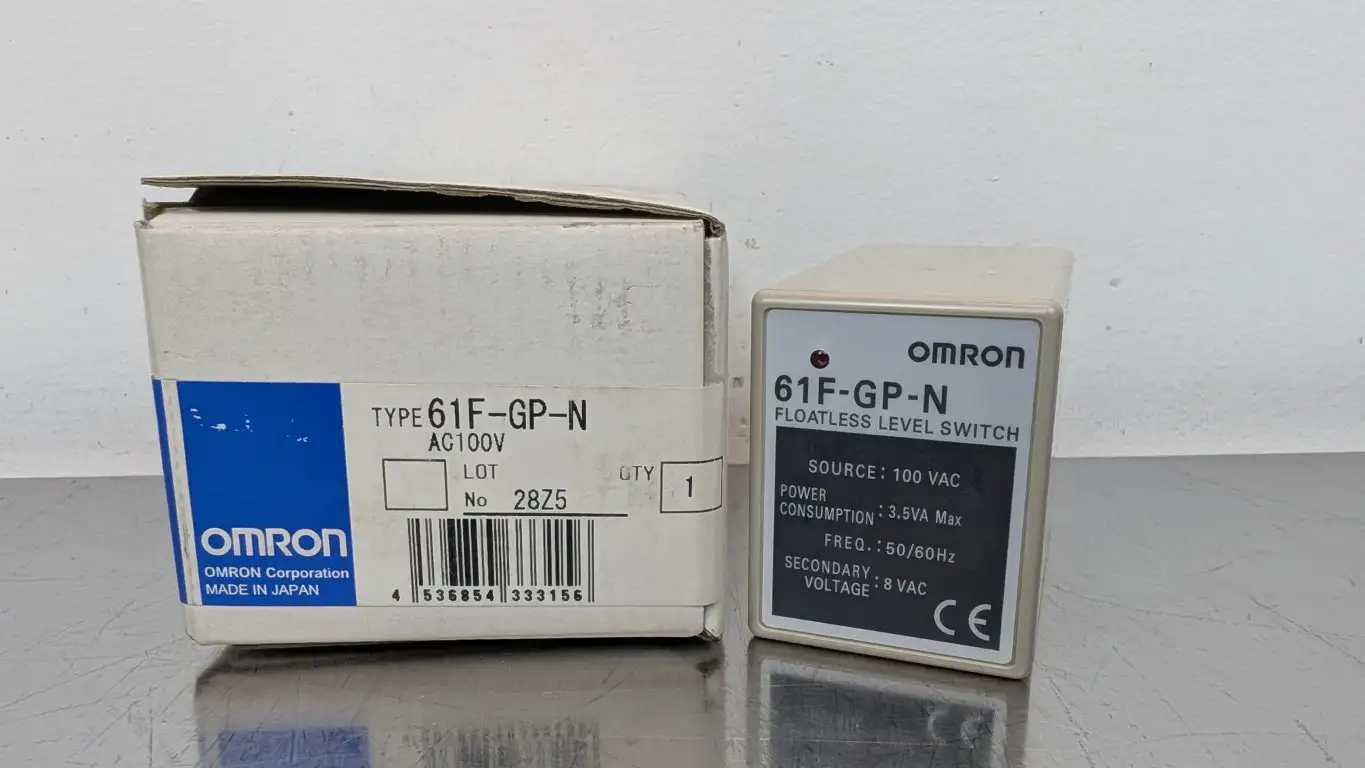 TYPE 61F-GP-N
AC100V
LOT
No 28Z5
QTY 1
OMRON
OMRON Corporation
MADE IN JAPAN
4 536854 333156
OMRON
61F-GP-N
FLOATLESS LEVEL SWITCH
SOURCE: 100 VAC
POWER
CONSUMPTION: 3.5VA Max
FREQ.: 50/60Hz
SECONDARY
VOLTAGE: 8 VAC
CE